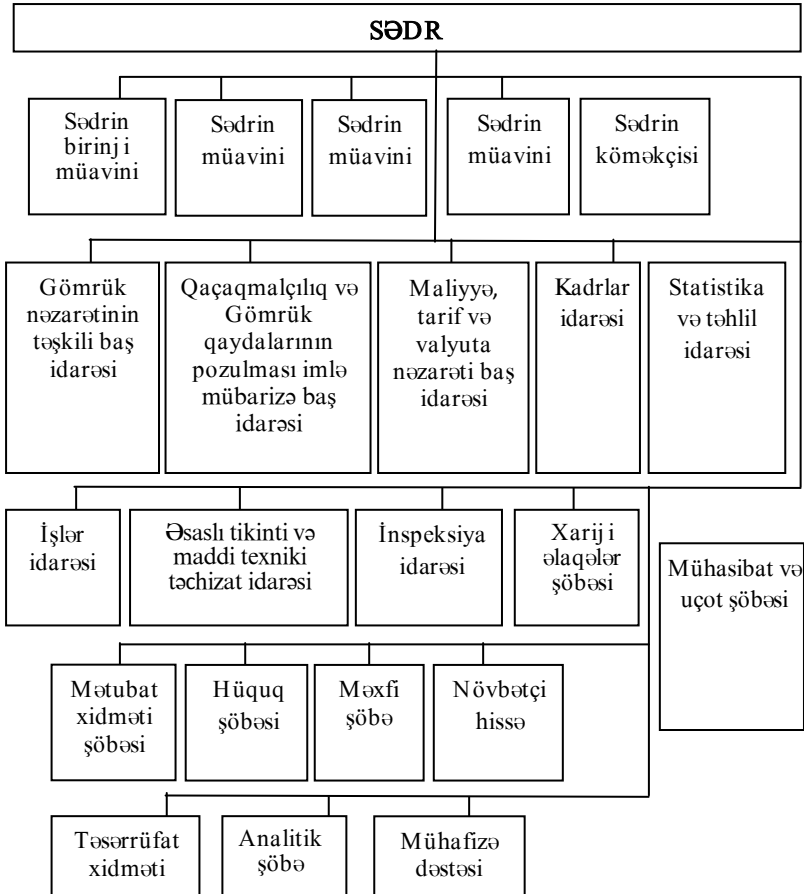 SƏDR
Sədrin
birinj i
müavini
Sədrin
müavini
Sədrin
müavini
Sədrin
müavini
Sədrin
köməkçisi
Gömrük
nəzarətinin
təşkili baş
idarəsi
Qaçaqmalçılıq və
Gömrük
qaydalarının
pozulması imlə
mübarizə baş
idarəsi
Maliyyə,
tarif və
valyuta
nəzarəti baş
idarəsi
Kadrlar
idarəsi
Statistika
və təhlil
idarəsi
İşlər
idarəsi
Əsaslı tikinti və
maddi texniki
təchizat idarəsi
İnspeksiya
idarəsi
Xarij i
əlaqələr
şöbəsi
Mühasibat və
uçot şöbəsi
Mətubat
xidməti
şöbəsi
Hüquq
şöbəsi
Məxfi
şöbə
Növbətçi
hissə
Təsərrüfat
xidməti
Analitik
şöbə
Mühafizə
dəstəsi